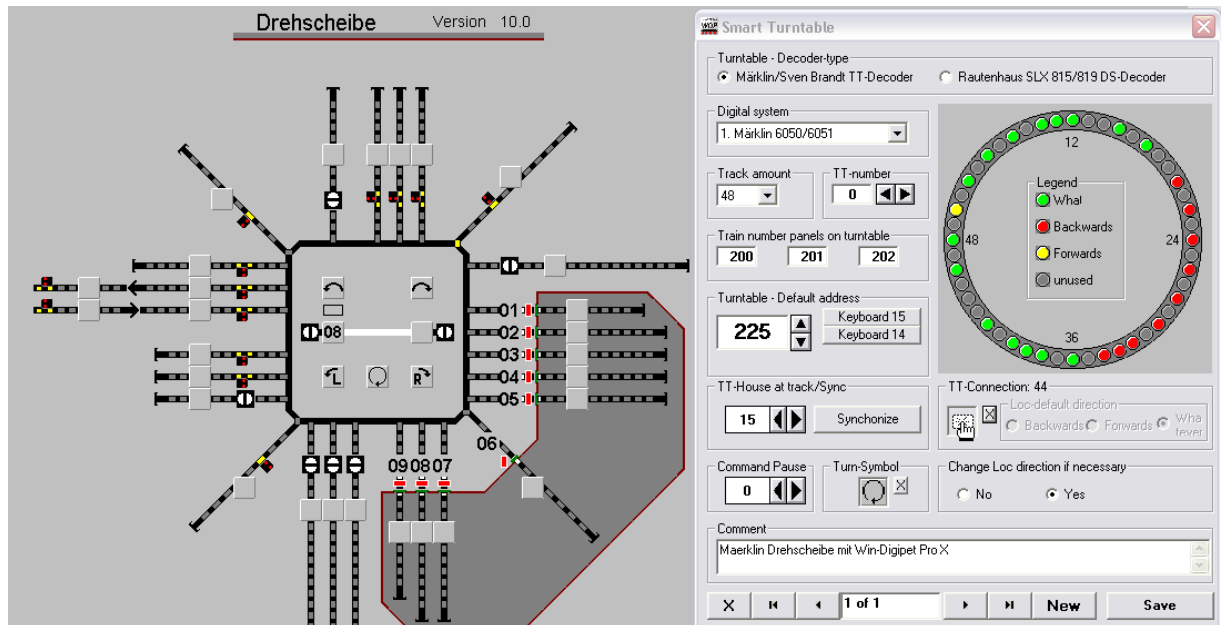 Drehscheibe Version 10.0
08
01
02
03
04
05
06
09 08 07
L
R
WDP
Smart Turntable
Turntable - Decoder-type
Märklin/Sven Brandt TT-Decoder
Rautenhaus SLX 815/819 DS-Decoder
Digital system
1. Märklin 6050/6051
Track amount
48
TT-number
0
Train number panels on turntable
200 201 202
Turntable - Default address
225
Keyboard 15
Keyboard 14
TT-House at track/Sync
15
Synchonize
Command Pause
0
Turn-Symbol
X
12
24
36
48
Legend
What
Backwards
Forwards
unused
TT-Connection: 44
X
Loc-default direction
Backwards Forwards Wha
tever
Change Loc direction if necessary
No Yes
Comment
Maerklin Drehscheibe mit Win-Digipet Pro X
X 1 of 1 New Save